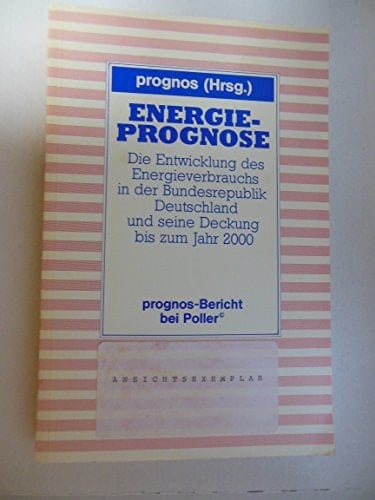 prognos (Hrsg.)
ENERGIE-
PROGNOSE
Die Entwicklung des
Energieverbrauchs
in der Bundesrepublik
Deutschland
und seine Deckung
bis zum Jahr 2000
prognos-Bericht
bei Poller©
ANSICHTSEXEMPLAR